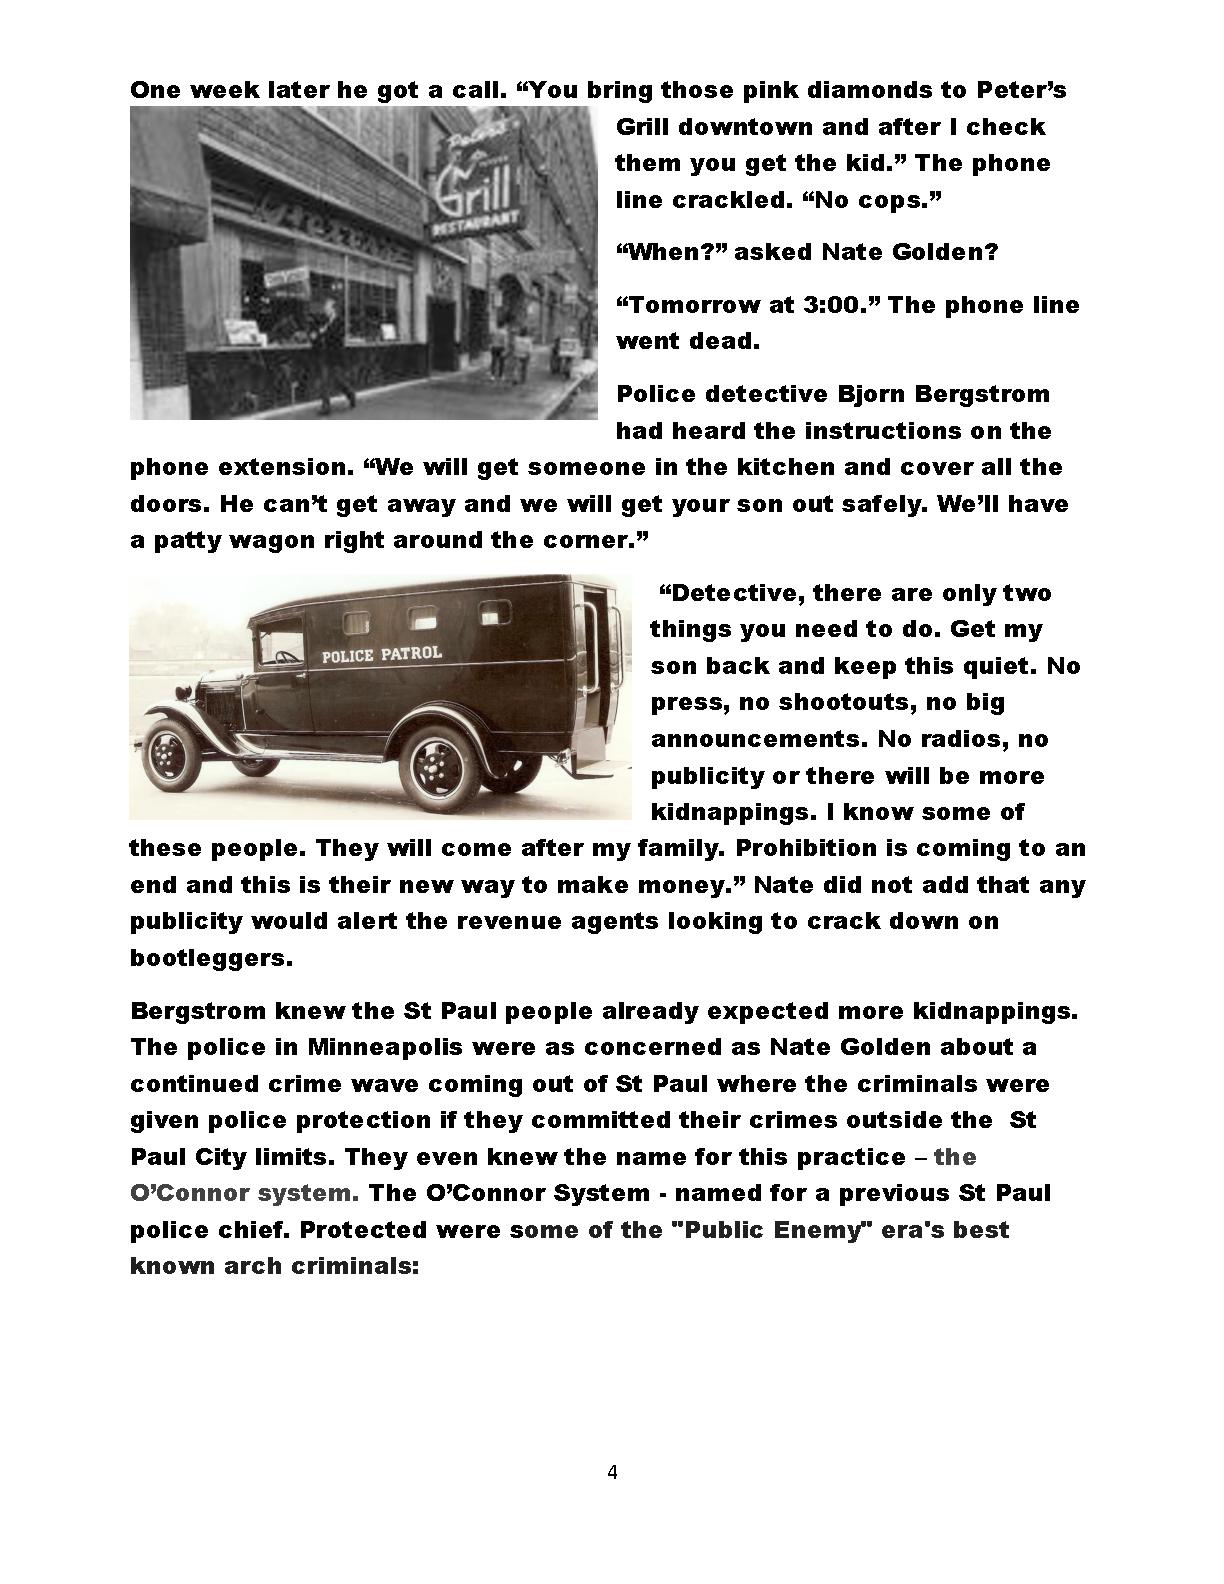 One week later he got a call. “You bring those pink diamonds to Peter’s
Grill downtown and after I check
them you get the kid.” The phone
line crackled. “No cops.”
“When?” asked Nate Golden?
“Tomorrow at 3:00.” The phone line
went dead.
Police detective Bjorn Bergstrom
had heard the instructions on the
phone extension. “We will get someone in the kitchen and cover all the
doors. He can’t get away and we will get your son out safely. We’ll have
a patty wagon right around the corner.”
“Detective, there are only two
things you need to do. Get my
son back and keep this quiet. No
press, no shootouts, no big
announcements. No radios, no
publicity or there will be more
kidnappings. I know some of
these people. They will come after my family. Prohibition is coming to an
end and this is their new way to make money.” Nate did not add that any
publicity would alert the revenue agents looking to crack down on
bootleggers.
Bergstrom knew the St Paul people already expected more kidnappings.
The police in Minneapolis were as concerned as Nate Golden about a
continued crime wave coming out of St Paul where the criminals were
given police protection if they committed their crimes outside the  St
Paul City limits. They even knew the name for this practice – the
O’Connor system. The O’Connor System - named for a previous St Paul
police chief. Protected were some of the "Public Enemy" era's best
known arch criminals:
4
Grill
RESTAURANT
POLICE PATROL